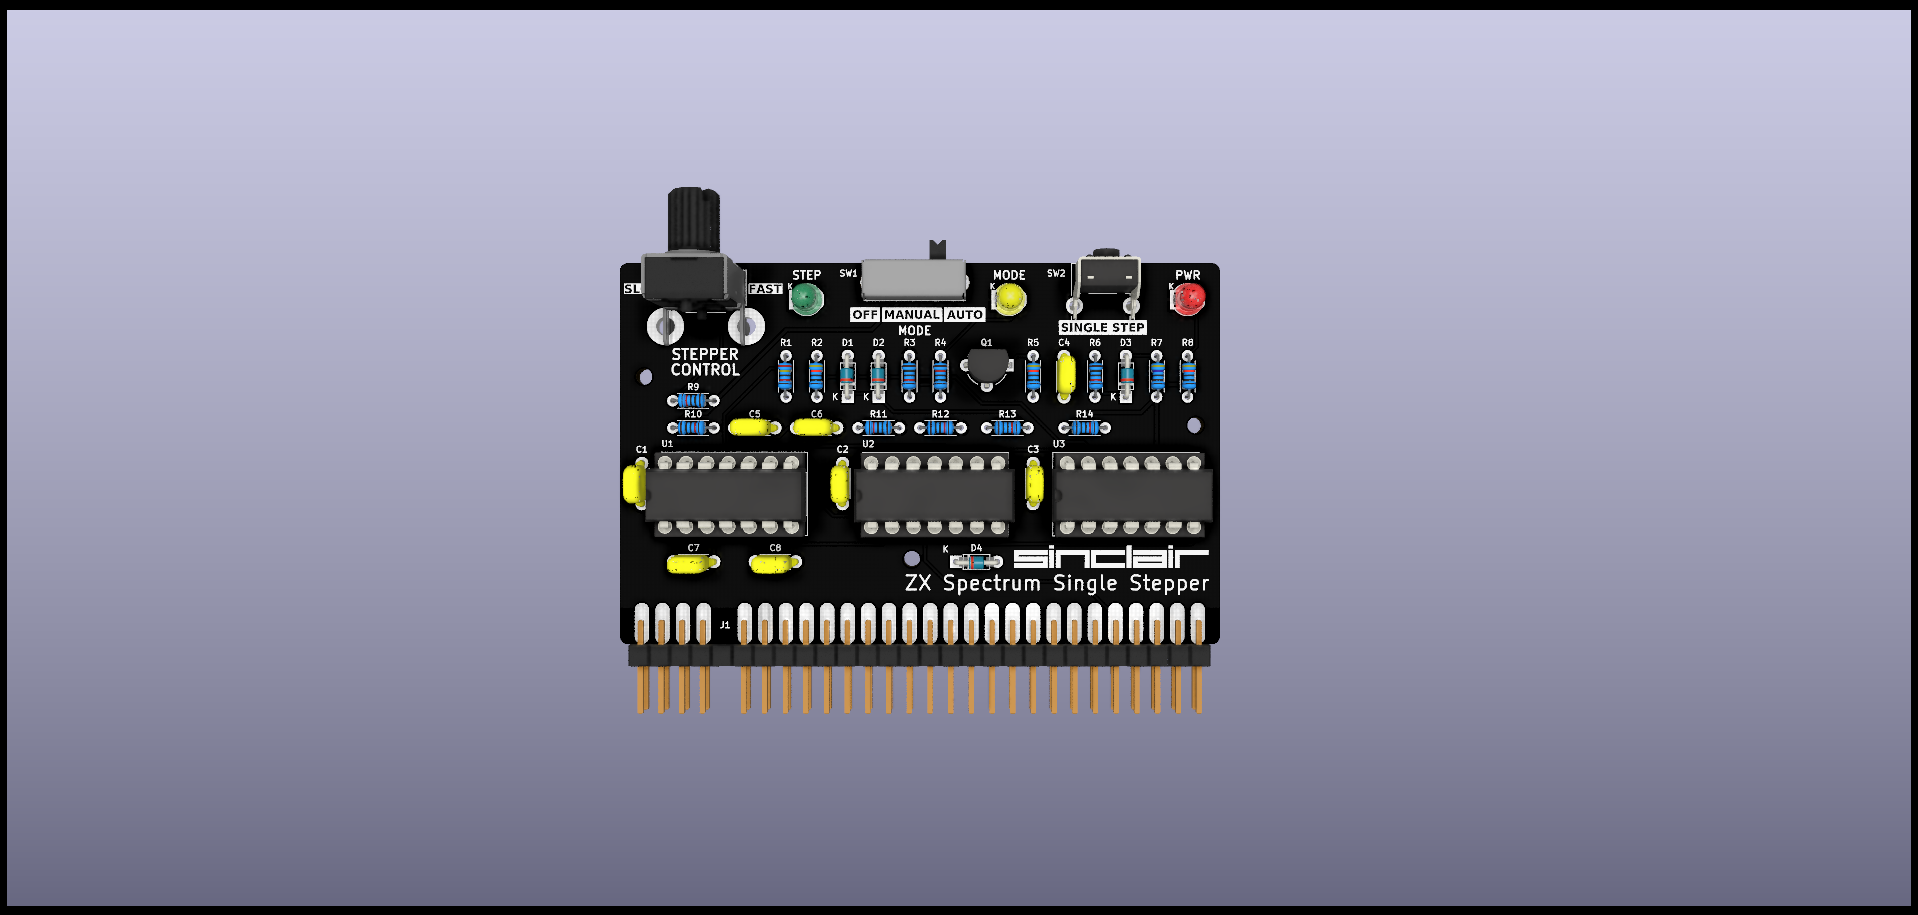 STEP SW1 MODE SW2 PWR
K K K
SL FAST
OFF MANUAL AUTO
MODE
SINGLE STEP
STEPPER
CONTROL
R1 R2 D1 D2 R3 R4 Q1 R5 C4 R6 D3 R7 R8
K K K
R9
R10 C5 C6 R11 R12 R13 R14
C1 U1 C2 U2 C3 U3
C7 C8 K D4
sinclair
ZX Spectrum Single Stepper
J1